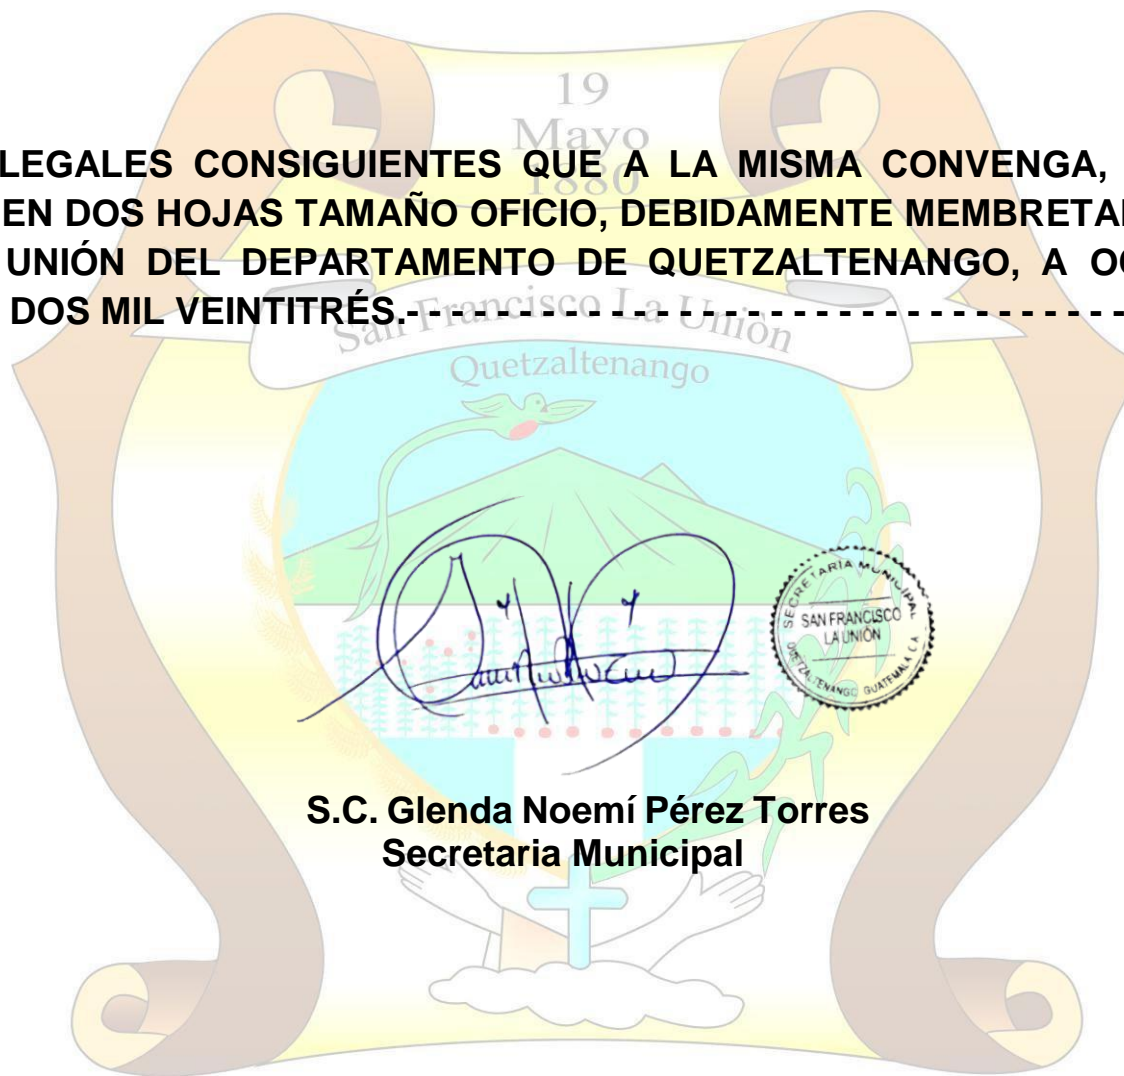 19
Mayo
1880
LEGALES CONSIGUIENTES QUE A LA MISMA CONVENGA,
EN DOS HOJAS TAMAÑO OFICIO, DEBIDAMENTE MEMBRETA
UNIÓN DEL DEPARTAMENTO DE QUETZALTENANGO, A
DOS MIL VEINTITRÉS.- - - - - - - - - - - - - - - - - - - - - - - - - -
San Francisco La Unión
Quetzaltenango
SECRETARIA MUNICIPAL
SAN FRANCISCO
LA UNIÓN
QUETZALTENANGO GUATEMALA C.A.
S.C. Glenda Noemí Pérez Torres
Secretaria Municipal